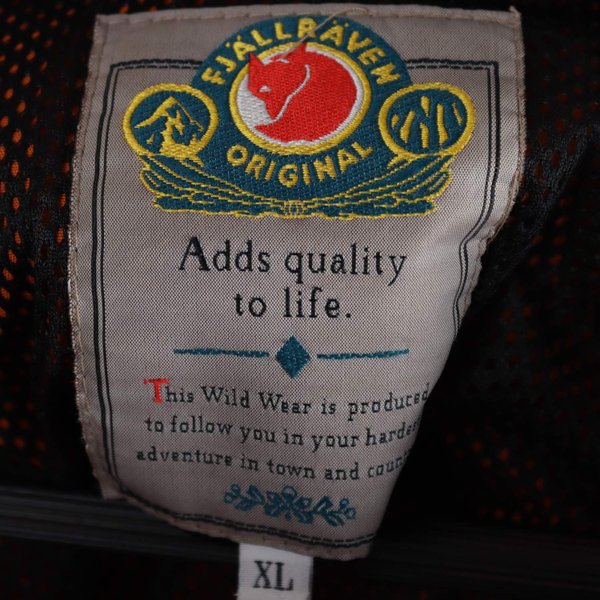 FJÄLLRÄVEN
ORIGINAL
Adds quality
to life.
This Wild Wear is produced
to follow you in your
adventure in town and
XL